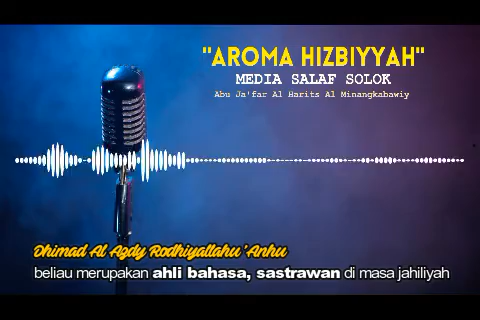 "AROMA HIZBIYYAH"
MEDIA SALAF SOLOK
Abu Ja'far Al Harits Al Minangkabawiy
Dhimad Al Azdy Rodhiyallahu 'Anhu
beliau merupakan ahli bahasa, sastrawan di masa jahiliyah